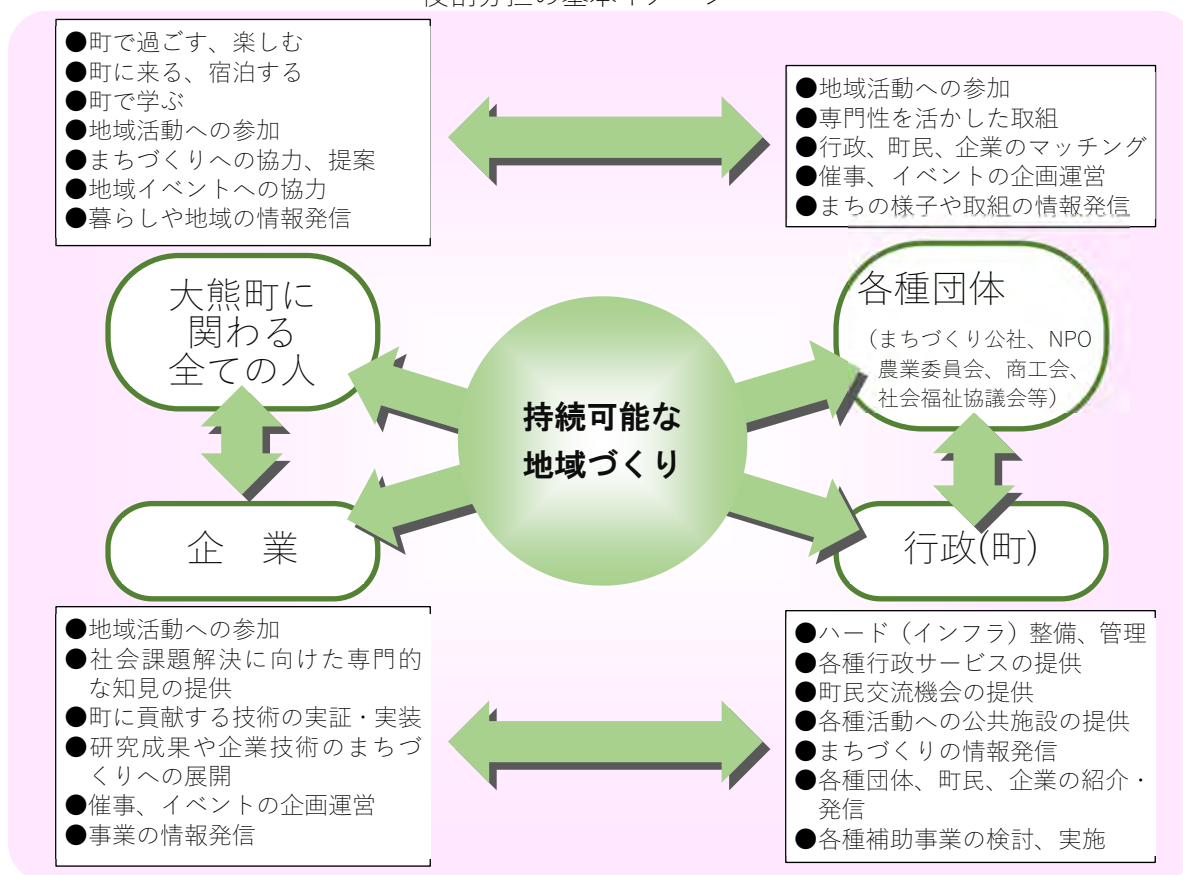 役割分担の基本イメージ
●町で過ごす、楽しむ
●町に来る、宿泊する
●町で学ぶ
●地域活動への参加
●まちづくりへの協力、提案
●地域イベントへの協力
●暮らしや地域の情報発信
●地域活動への参加
●専門性を活かした取組
●行政、町民、企業のマッチング
●催事、イベントの企画運営
●まちの様子や取組の情報発信
大熊町に
関わる
全ての人
各種団体
（まちづくり公社、NPO
農業委員会、商工会、
社会福祉協議会等）
持続可能な
地域づくり
企　業
行政(町)
●地域活動への参加
●社会課題解決に向けた専門的
な知見の提供
●町に貢献する技術の実証・実装
●研究成果や企業技術のまちづ
くりへの展開
●催事、イベントの企画運営
●事業の情報発信
●ハード（インフラ）整備、管理
●各種行政サービスの提供
●町民交流機会の提供
●各種活動への公共施設の提供
●まちづくりの情報発信
●各種団体、町民、企業の紹介・
発信
●各種補助事業の検討、実施